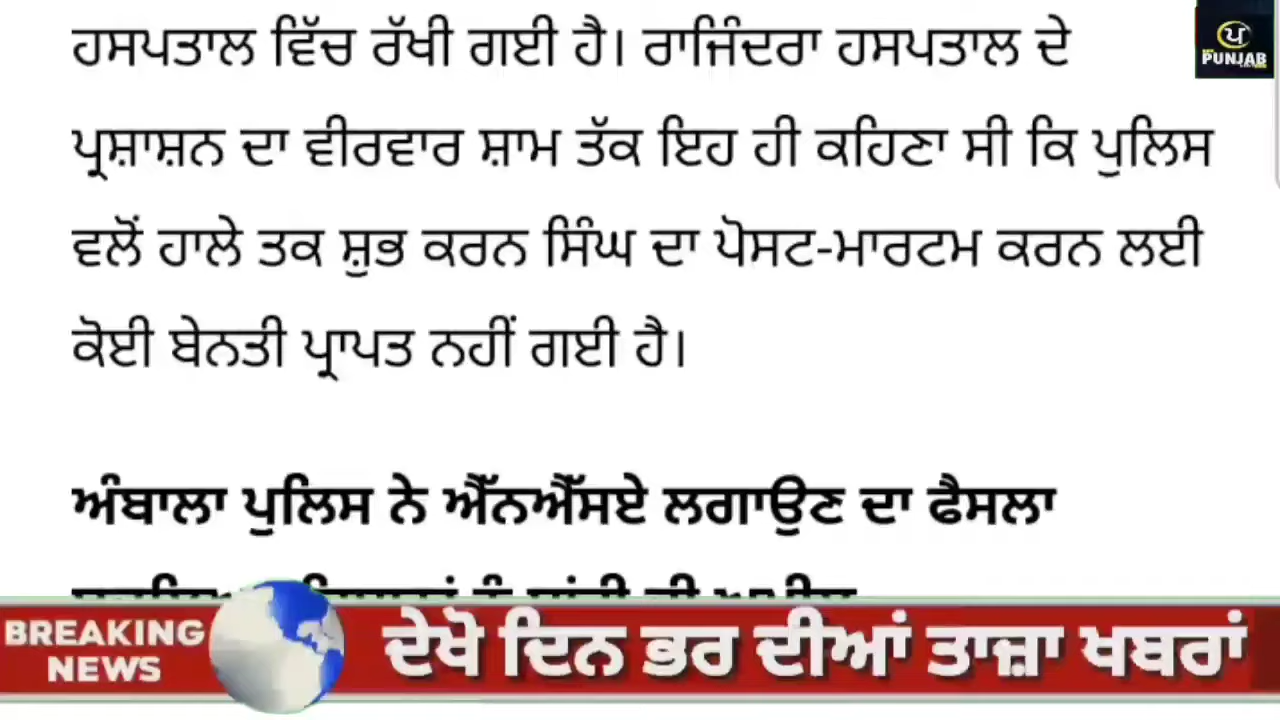 ਹਸਪਤਾਲ ਵਿੱਚ ਰੱਖੀ ਗਈ ਹੈ। ਰਾਜਿੰਦਰਾ ਹਸਪਤਾਲ ਦੇ
ਪ੍ਰਸ਼ਾਸ਼ਨ ਦਾ ਵੀਰਵਾਰ ਸ਼ਾਮ ਤੱਕ ਇਹ ਹੀ ਕਹਿਣਾ ਸੀ ਕਿ ਪੁਲਿਸ
ਵਲੋਂ ਹਾਲੇ ਤਕ ਸ਼ੁਭ ਕਰਨ ਸਿੰਘ ਦਾ ਪੋਸਟ-ਮਾਰਟਮ ਕਰਨ ਲਈ
ਕੋਈ ਬੇਨਤੀ ਪ੍ਰਾਪਤ ਨਹੀਂ ਗਈ ਹੈ।
ਅੰਬਾਲਾ ਪੁਲਿਸ ਨੇ ਐੱਨਐੱਸਏ ਲਗਾਉਣ ਦਾ ਫੈਸਲਾ
BREAKING
NEWS
ਦੇਖੋ ਦਿਨ ਭਰ ਦੀਆਂ ਤਾਜ਼ਾ ਖਬਰਾਂ
ਪ
PUNJAB